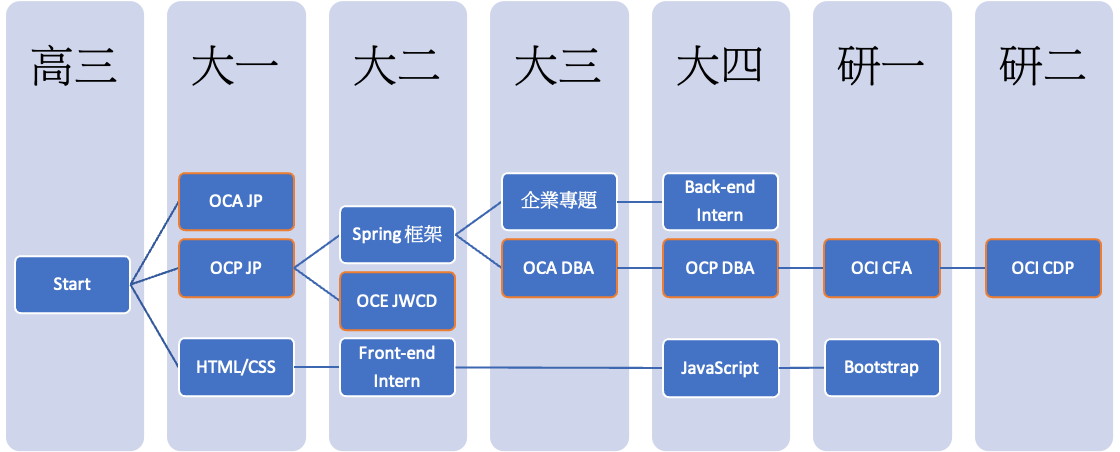 高三
大一
大二
大三
大四
研一
研二
Start
OCA JP
OCP JP
HTML/CSS
Spring 框架
OCE JWCD
Front-end
Intern
企業專題
OCA DBA
Back-end
Intern
OCP DBA
JavaScript
OCI CFA
Bootstrap
OCI CDP